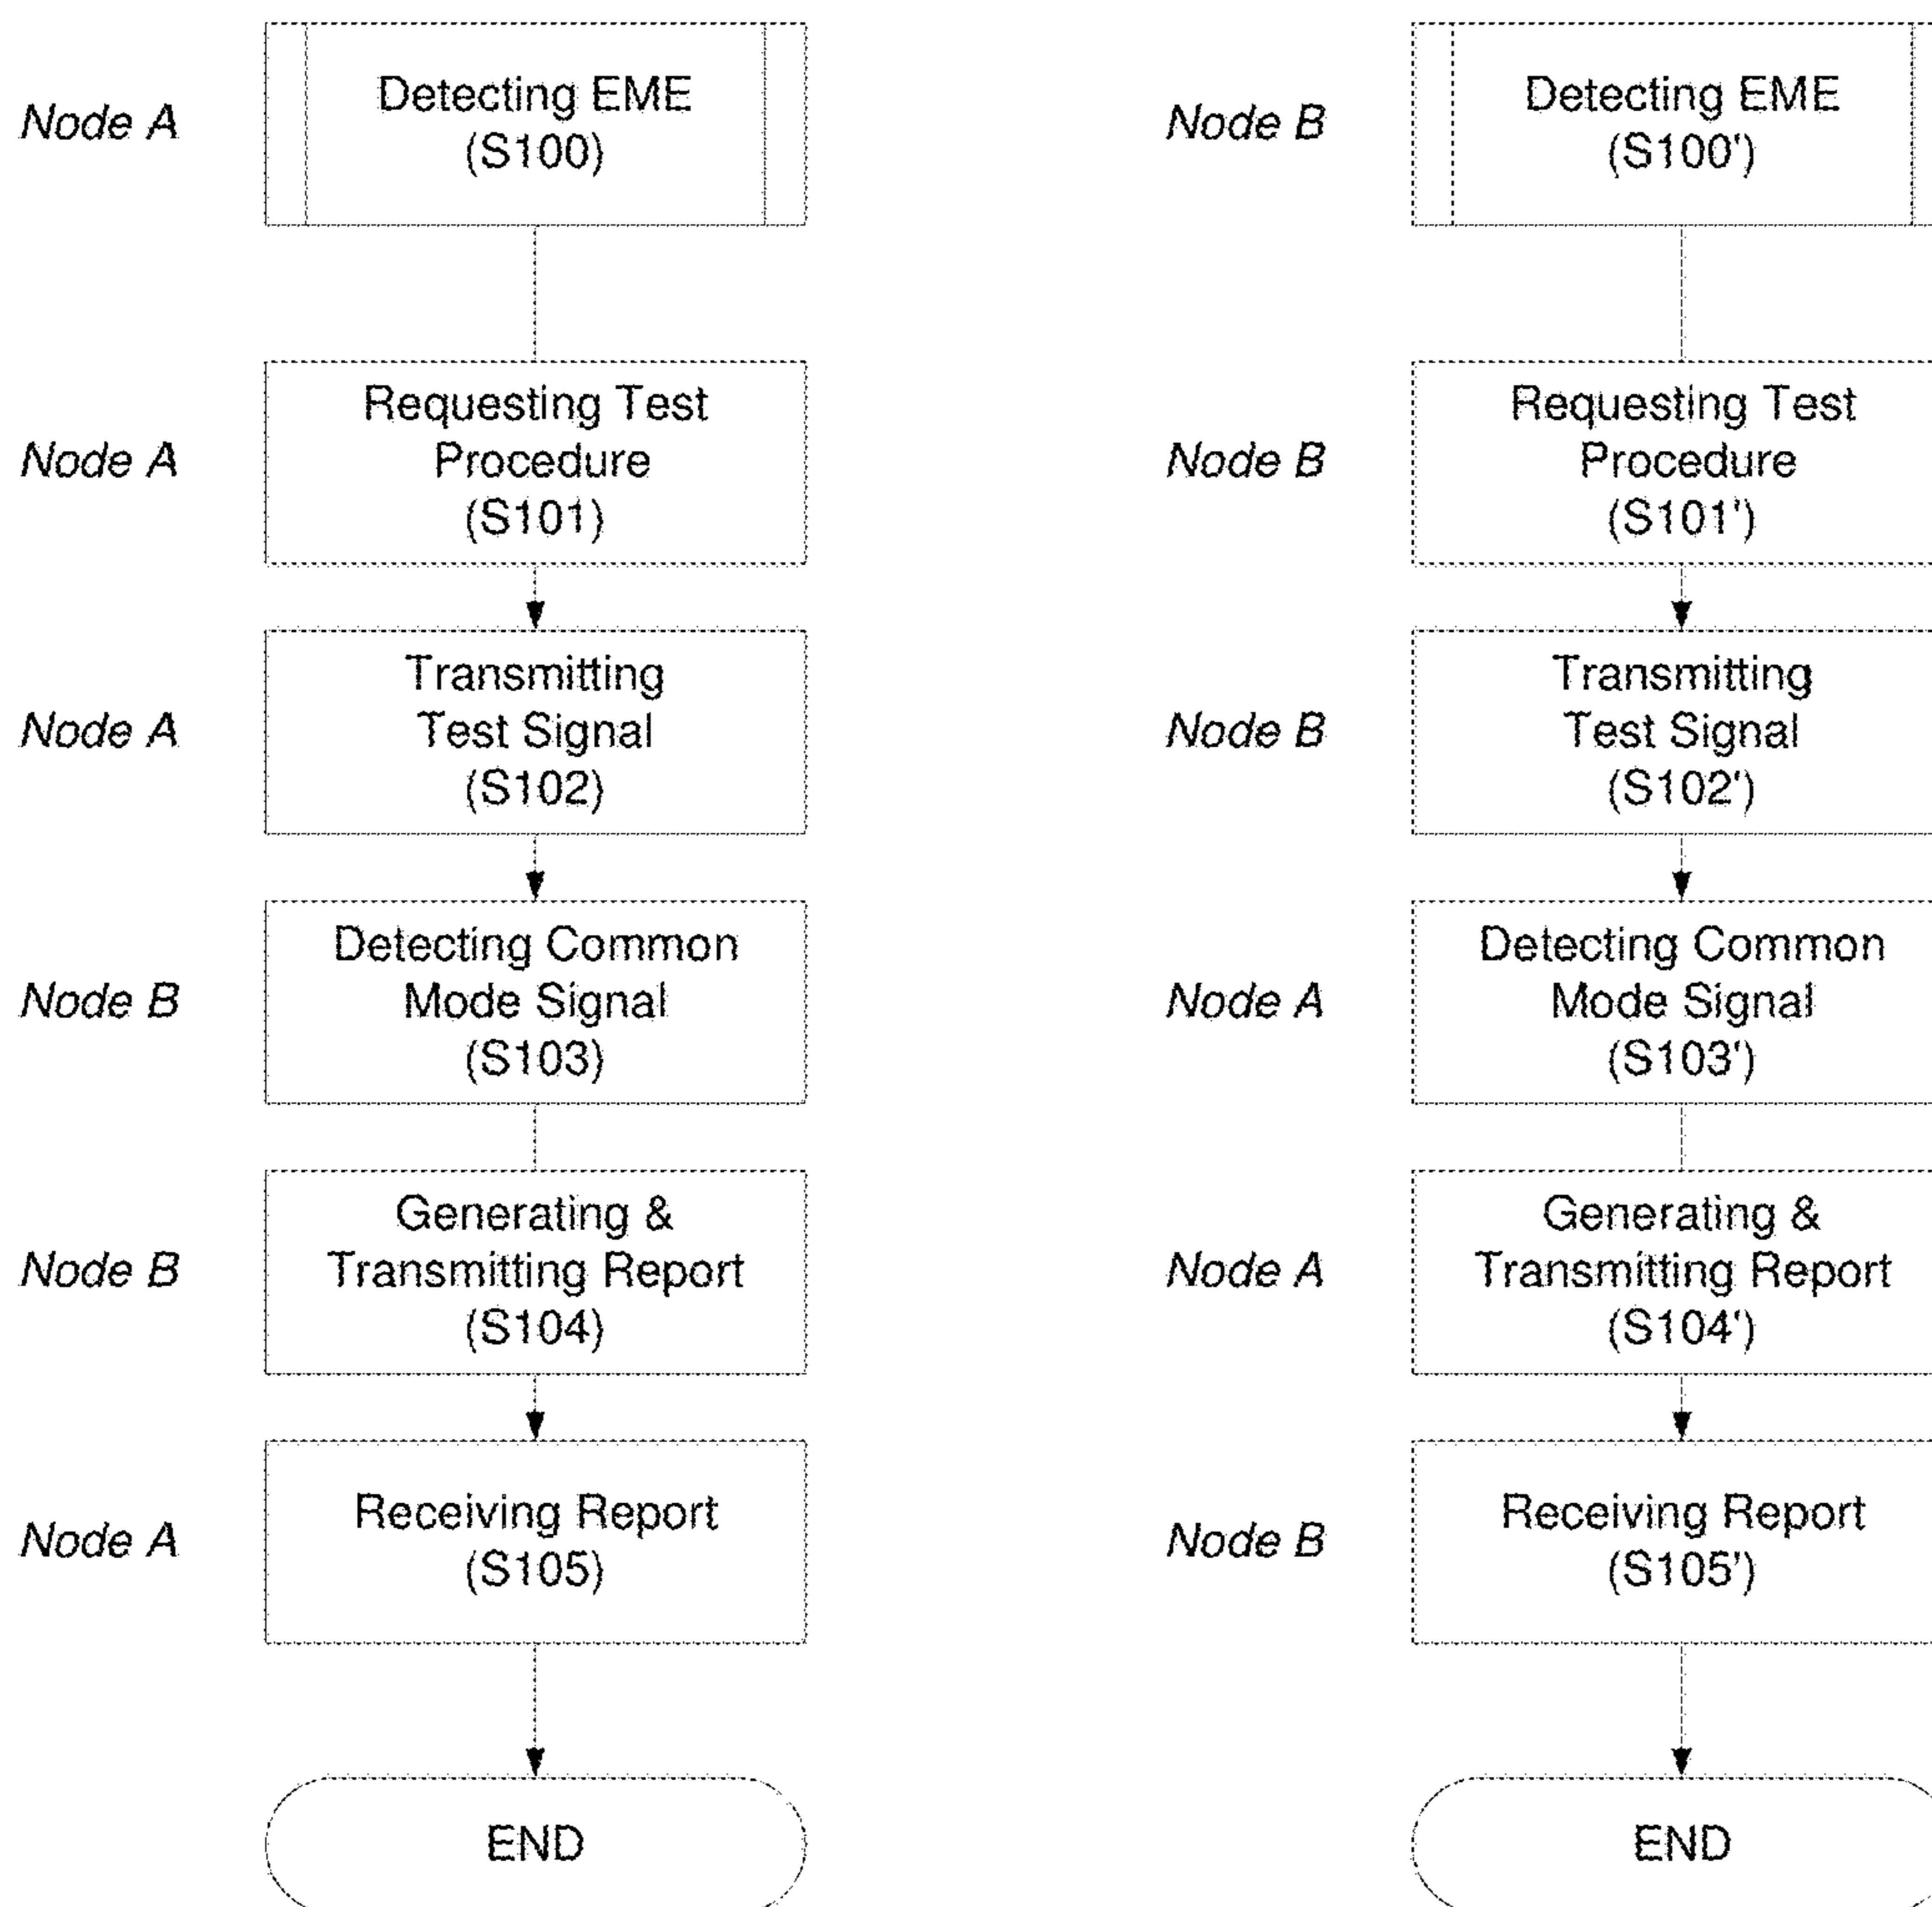 Node A
Detecting EME
(S100)
Node A
Requesting Test
Procedure
(S101)
Node A
Transmitting
Test Signal
(S102)
Node B
Detecting Common
Mode Signal
(S103)
Node B
Generating &
Transmitting Report
(S104)
Node A
Receiving Report
(S105)
END
Node B
Detecting EME
(S100')
Node B
Requesting Test
Procedure
(S101')
Node B
Transmitting
Test Signal
(S102')
Node A
Detecting Common
Mode Signal
(S103')
Node A
Generating &
Transmitting Report
(S104')
Node B
Receiving Report
(S105')
END